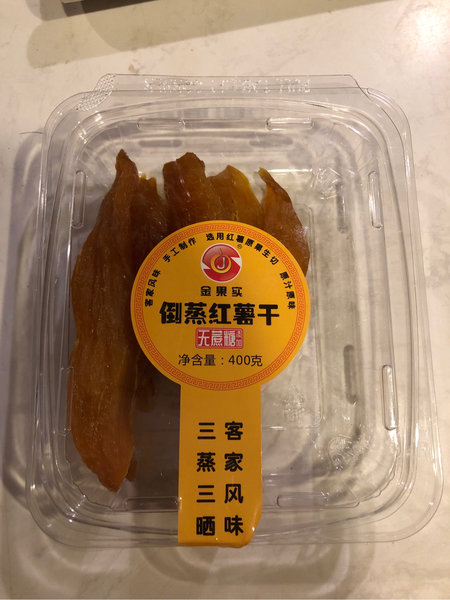 客家风味 手工制作 选用红薯原果生切 原汁原味
®
金果实
倒蒸红薯干
无蔗糖
净含量：400克
客家风味
三蒸三晒